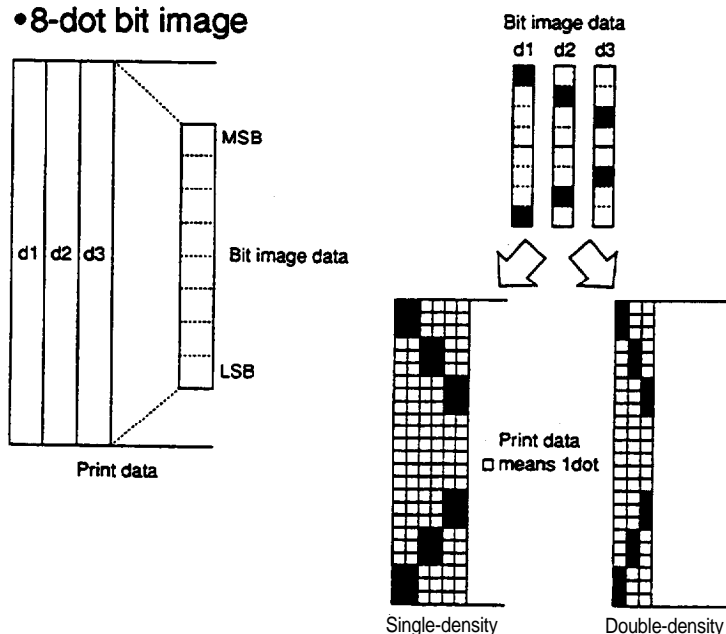 •8-dot bit image
MSB
d1 d2 d3
Bit image data
LSB
Print data
Bit image data
d1 d2 d3
Print data
□ means 1dot
Single-density
Double-density